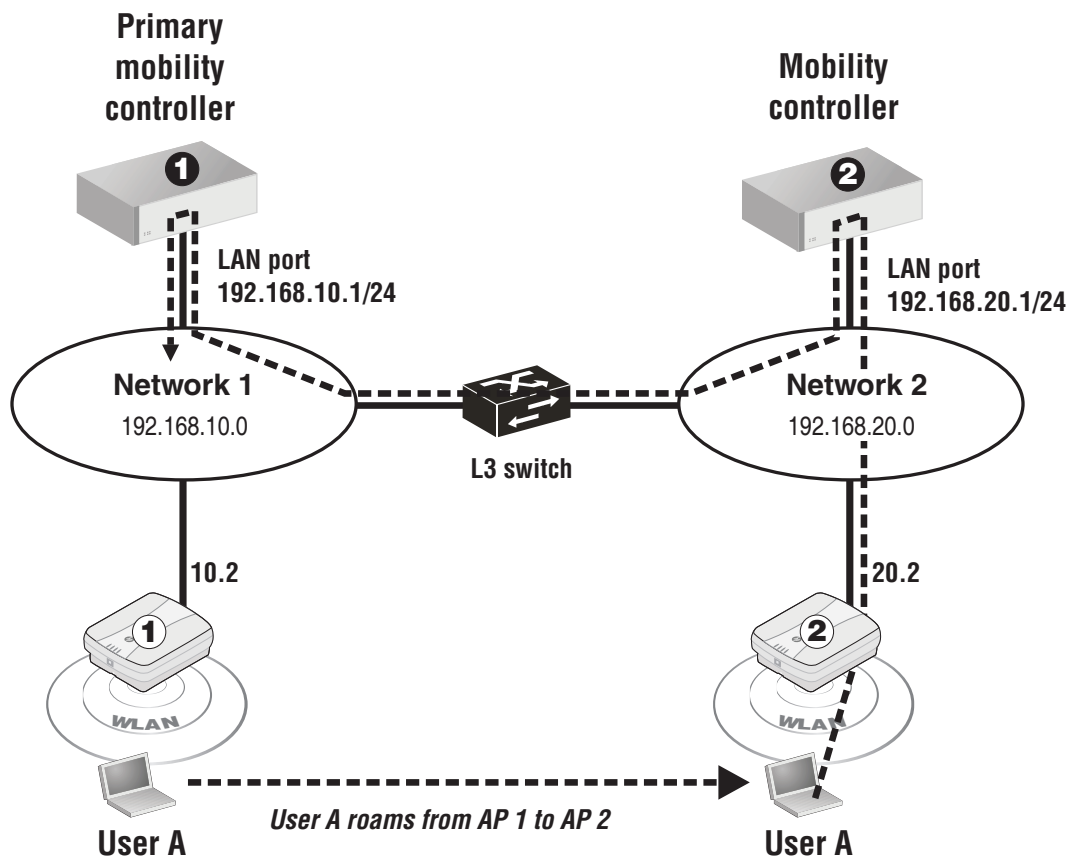 Primary
mobility
controller
Mobility
controller
1
2
LAN port
192.168.10.1/24
LAN port
192.168.20.1/24
Network 1
192.168.10.0
Network 2
192.168.20.0
L3 switch
10.2
20.2
1
2
WLAN
WLAN
User A roams from AP 1 to AP 2
User A
User A